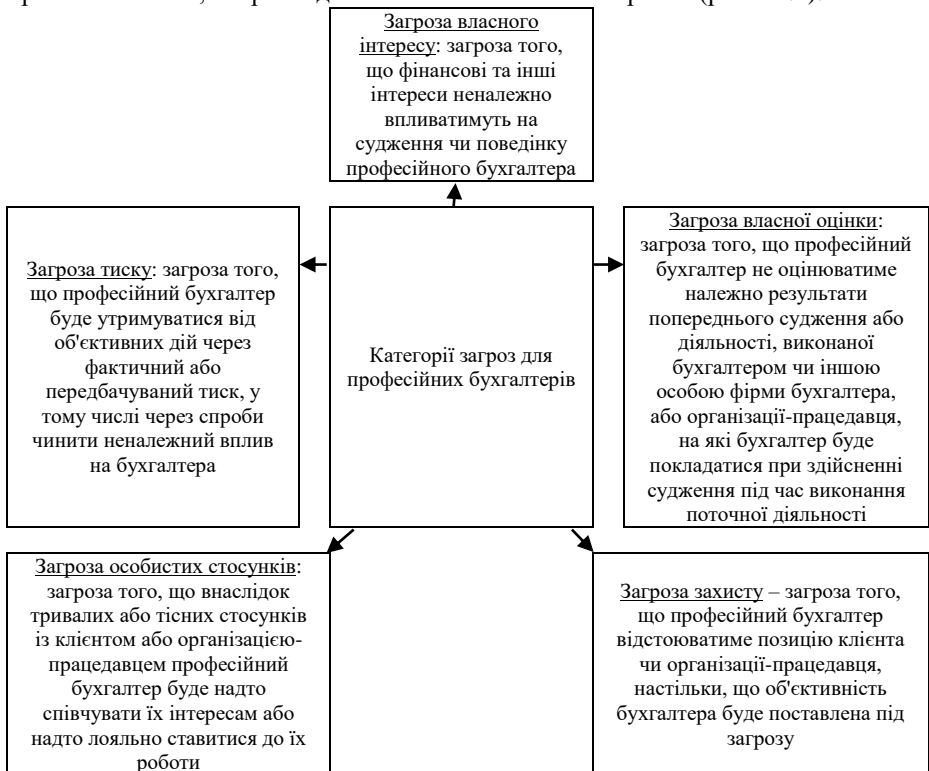 Загроза власного
інтересу: загроза того,
що фінансові та інші
інтереси неналежно
впливатимуть на
судження чи поведінку
професійного бухгалтера
Загроза тиску: загроза того,
що професійний бухгалтер
буде утримуватися від
об'єктивних дій через
фактичний або
передбачуваний тиск, у
тому числі через спроби
чинити неналежний вплив
на бухгалтера
Категорії загроз для
професійних бухгалтерів
Загроза власної оцінки:
загроза того, що професійний
бухгалтер не оцінюватиме
належно результати
попереднього судження або
діяльності, виконаної
бухгалтером чи іншою
особою фірми бухгалтера,
або організації-працедавця,
на які бухгалтер буде
покладатися при здійсненні
судження під час виконання
поточної діяльності
Загроза особистих стосунків:
загроза того, що внаслідок
тривалих або тісних стосунків
із клієнтом або організацією-
працедавцем професійний
бухгалтер буде надто
співчувати їх інтересам або
надто лояльно ставитися до їх
роботи
Загроза захисту – загроза того,
що професійний бухгалтер
відстоюватиме позицію клієнта
чи організації-працедавця,
настільки, що об'єктивність
бухгалтера буде поставлена під
загрозу